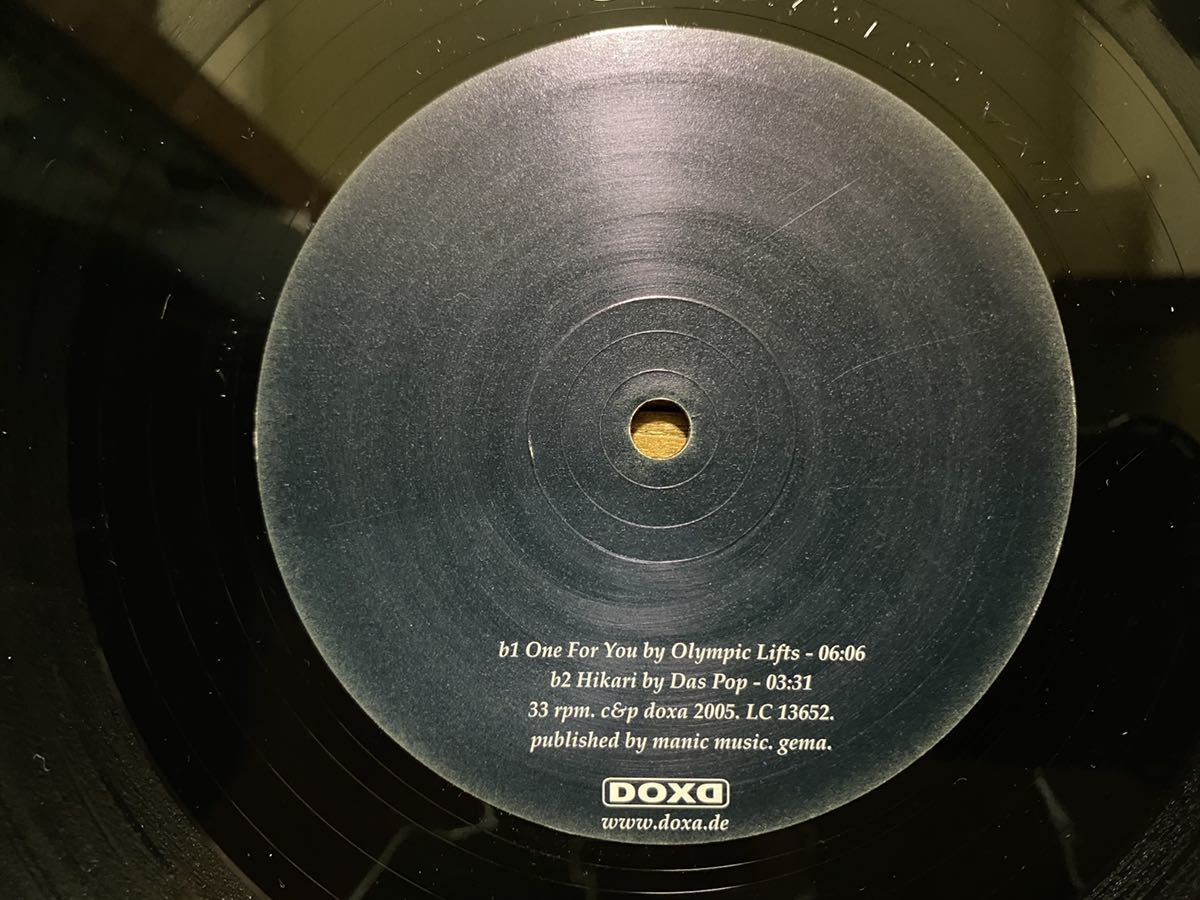 b1 One For You by Olympic Lifts - 06:06
b2 Hikari by Das Pop - 03:31
33 rpm. c&p doxa 2005. LC 13652.
published by manic music. gema.
DOXA
www.doxa.de